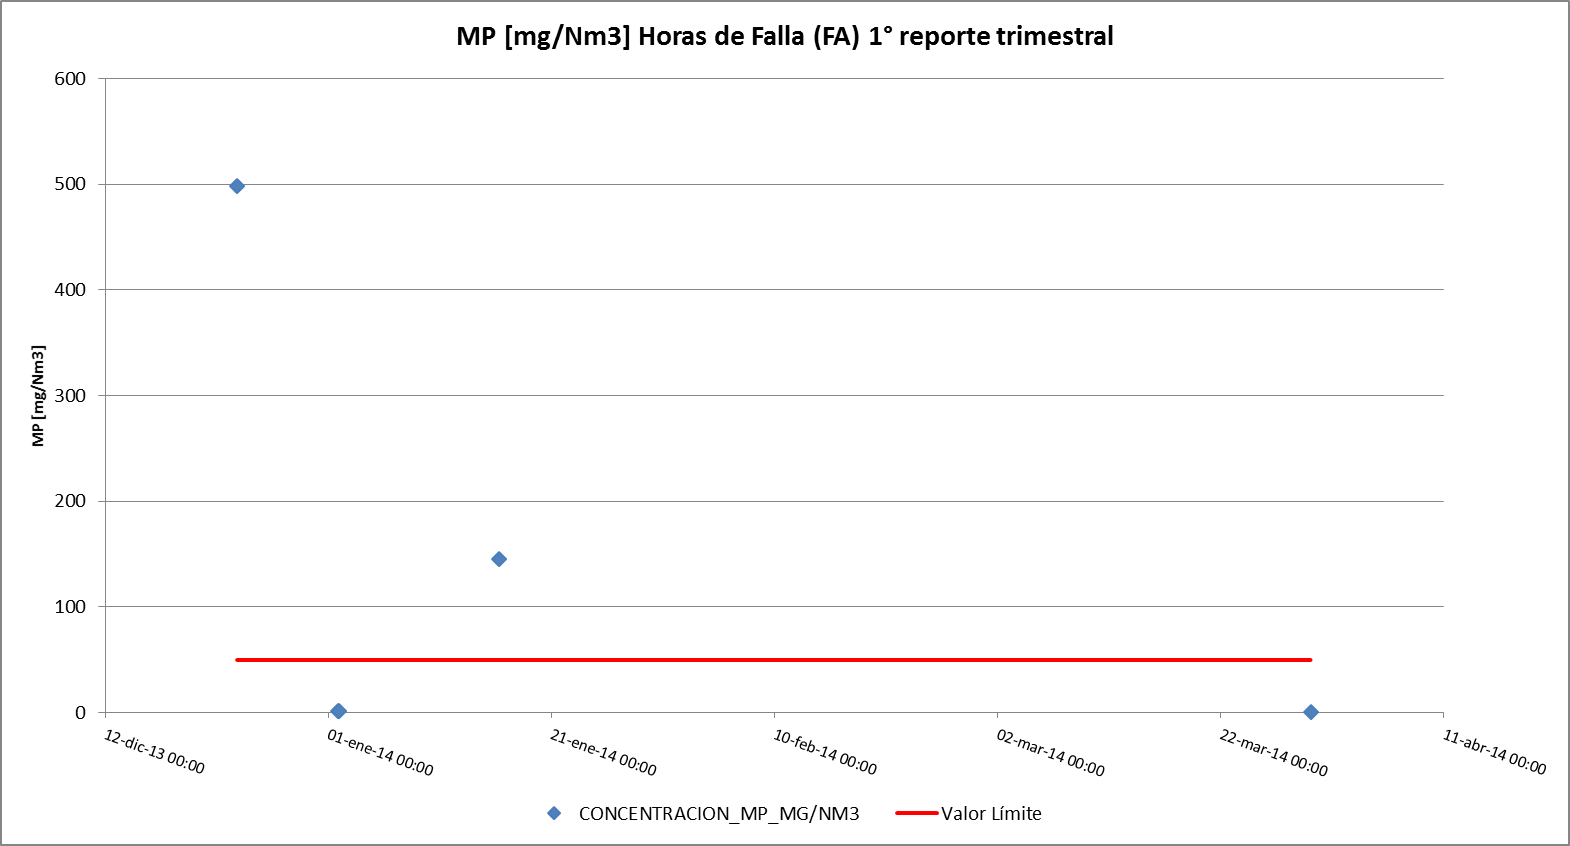 MP [mg/Nm3] Horas de Falla (FA) 1° reporte trimestral
600
500
400
300
200
100
0
MP [mg/Nm3]
12-dic-13 00:00
01-ene-14 00:00
21-ene-14 00:00
10-feb-14 00:00
02-mar-14 00:00
22-mar-14 00:00
11-abr-14 00:00
CONCENTRACION_MP_MG/NM3
Valor Límite